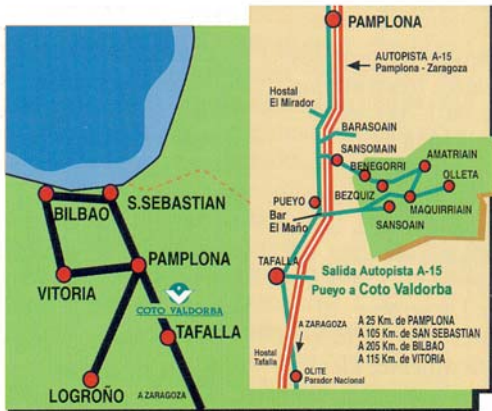 BILBAO
S.SEBASTIAN
VITORIA
PAMPLONA
COTO VALDORBA
TAFALLA
LOGROÑO
A ZARAGOZA
PAMPLONA
AUTOPISTA A-15
Pamplona - Zaragoza
Hostal
El Mirador
BARASOAIN
SANSOMAIN
BENEGORRI
AMATRIAIN
OLLETA
BEZQUIZ
MAQUIRRIAIN
PUEYO
Bar
El Maño
SANSOAIN
TAFALLA
Salida Autopista A-15
Pueyo a Coto Valdorba
A ZARAGOZA
A 25 Km. de PAMPLONA
A 105 Km. de SAN SEBASTIAN
A 205 Km. de BILBAO
A 115 Km. de VITORIA
Hostal
Tafalla
OLITE
Parador Nacional